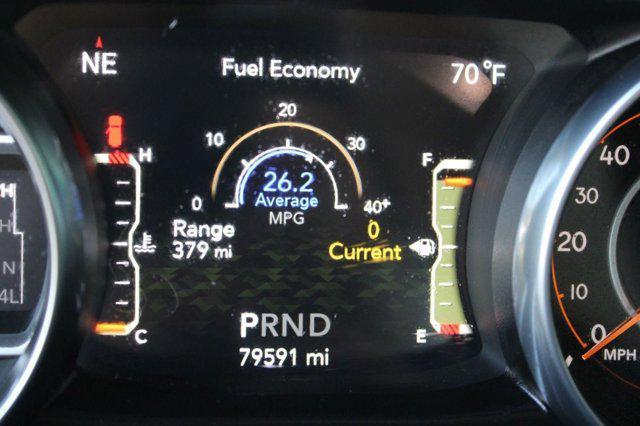 NE
Fuel Economy
70°F
20
10
30
0
40+
26.2
Average
MPG
H
F
Range
379 mi
0
Current
C
E
PRND
79591 mi
H
H
N
4L
40
30
20
10
0
MPH